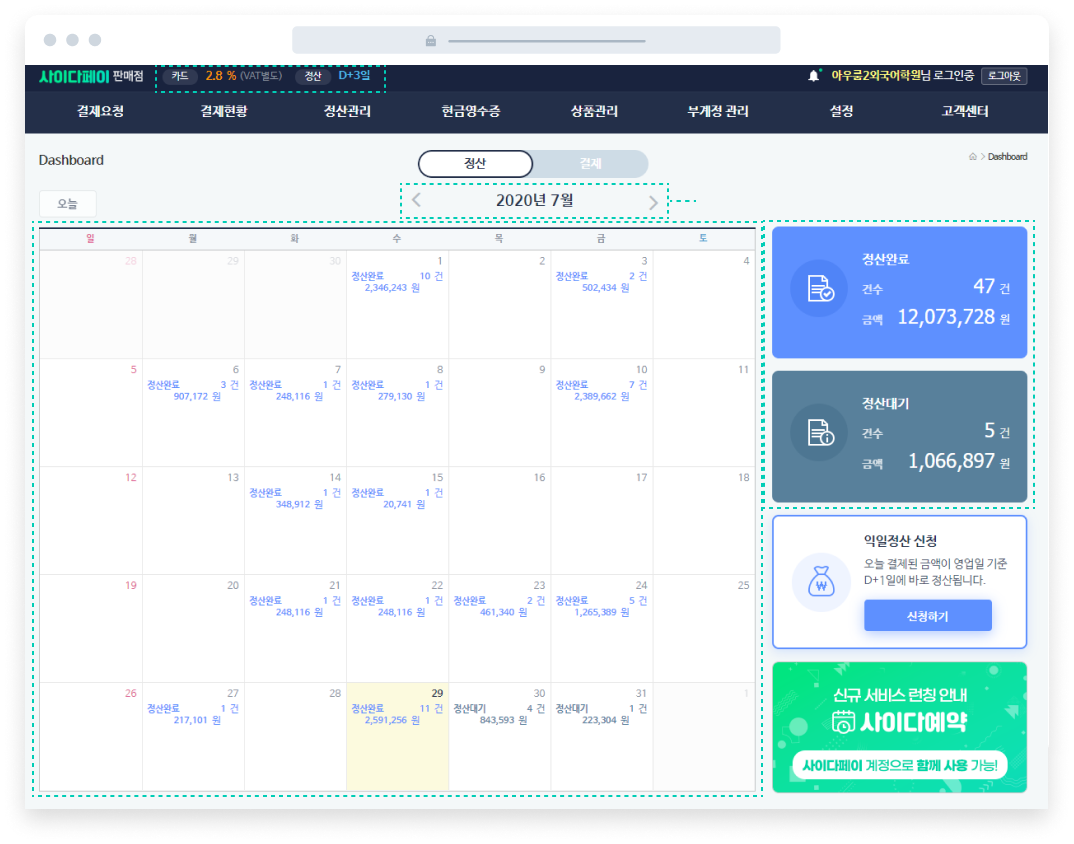 사이다페이 판매점 카드 2.8 % (VAT별도) 정산 D+3일 아우쿰2외국어학원님 로그인중 로그아웃
결제요청 결제현황 정산관리 현금영수증 상품관리 부계정 관리 설정 고객센터
Dashboard 정산 결제 Dashboard
오늘 2020년 7월
일 월 화 수 목 금 토
28 29 30 1 2 3 4
정산완료 10 건 정산완료 2 건
2,346,243 원 502,434 원
5 6 7 8 9 10 11
정산완료 3 건 정산완료 1 건 정산완료 1 건 정산완료 7 건
907,172 원 248,116 원 279,130 원 2,389,662 원
12 13 14 15 16 17 18
정산완료 1 건 정산완료 1 건
348,912 원 20,741 원
19 20 21 22 23 24 25
정산완료 1 건 정산완료 1 건 정산완료 2 건 정산완료 5 건
248,116 원 248,116 원 461,340 원 1,265,389 원
26 27 28 29 30 31 1
정산완료 1 건 정산완료 11 건 정산대기 4 건 정산대기 1 건
217,101 원 2,591,256 원 843,593 원 223,304 원
정산완료
건수 47 건
금액 12,073,728 원
정산대기
건수 5 건
금액 1,066,897 원
익일정산 신청
오늘 결제된 금액이 영업일 기준
D+1일에 바로 정산됩니다.
신청하기
신규 서비스 런칭 안내
사이다예약
사이다페이 계정으로 함께 사용 가능!